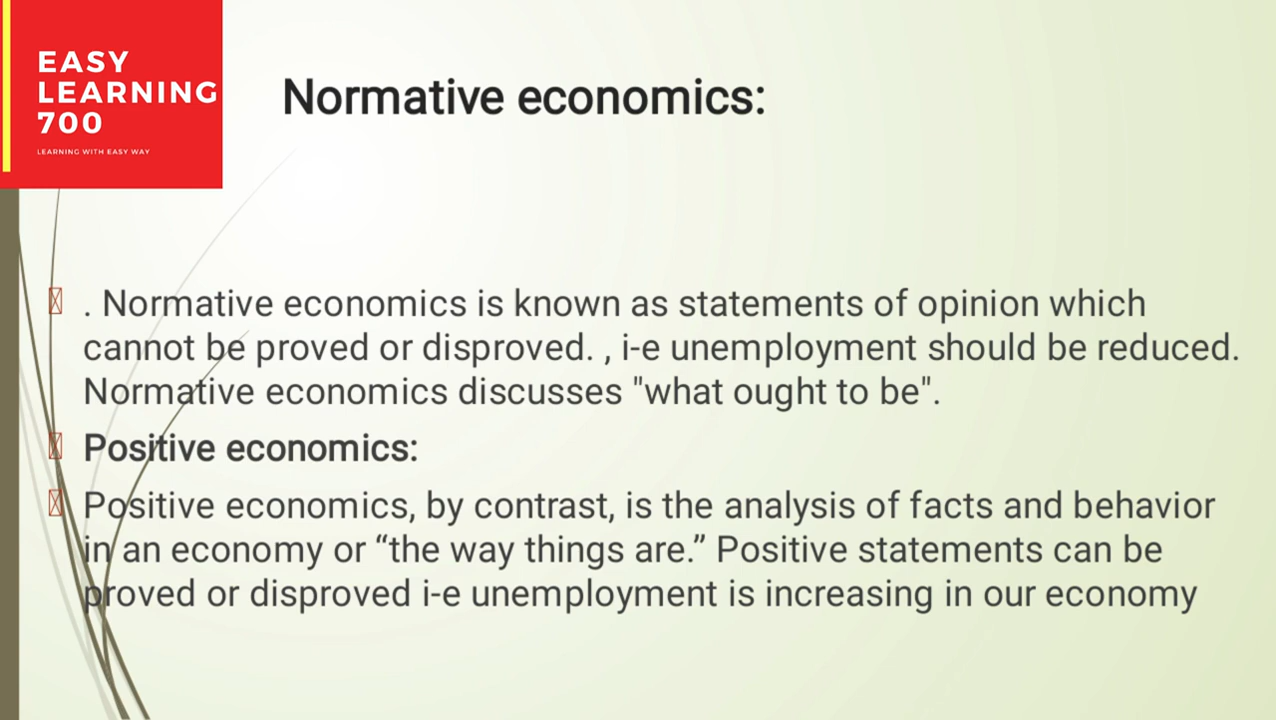 EASY
LEARNING
700
LEARNING WITH EASY WAY
Normative economics:
. Normative economics is known as statements of opinion which
cannot be proved or disproved. , i-e unemployment should be reduced.
Normative economics discusses "what ought to be".
Positive economics:
Positive economics, by contrast, is the analysis of facts and behavior
in an economy or “the way things are.” Positive statements can be
proved or disproved i-e unemployment is increasing in our economy